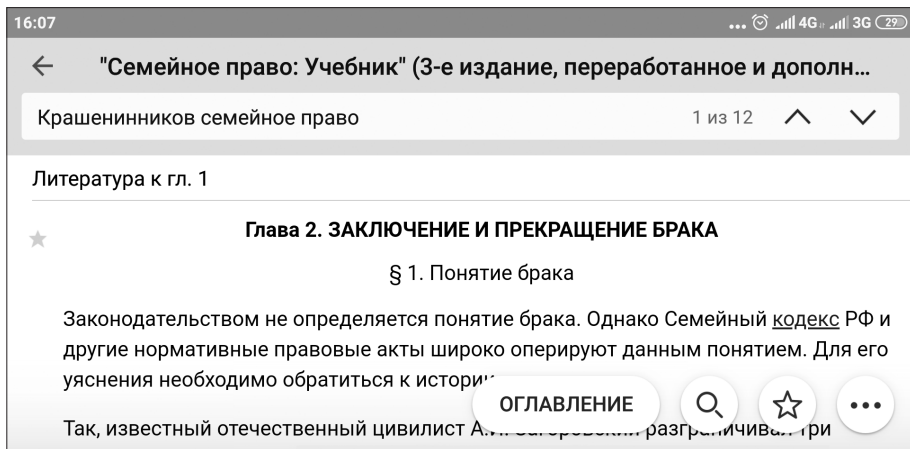 16:07 4G 3G 29
"Семейное право: Учебник" (3-е издание, переработанное и дополн...
Крашенинников семейное право 1 из 12
Литература к гл. 1
Глава 2. ЗАКЛЮЧЕНИЕ И ПРЕКРАЩЕНИЕ БРАКА
§ 1. Понятие брака
Законодательством не определяется понятие брака. Однако Семейный кодекс РФ и
другие нормативные правовые акты широко оперируют данным понятием. Для его
уяснения необходимо обратиться к
ОГЛАВЛЕНИЕ
Так, известный отечественный цивилист разграничивал три